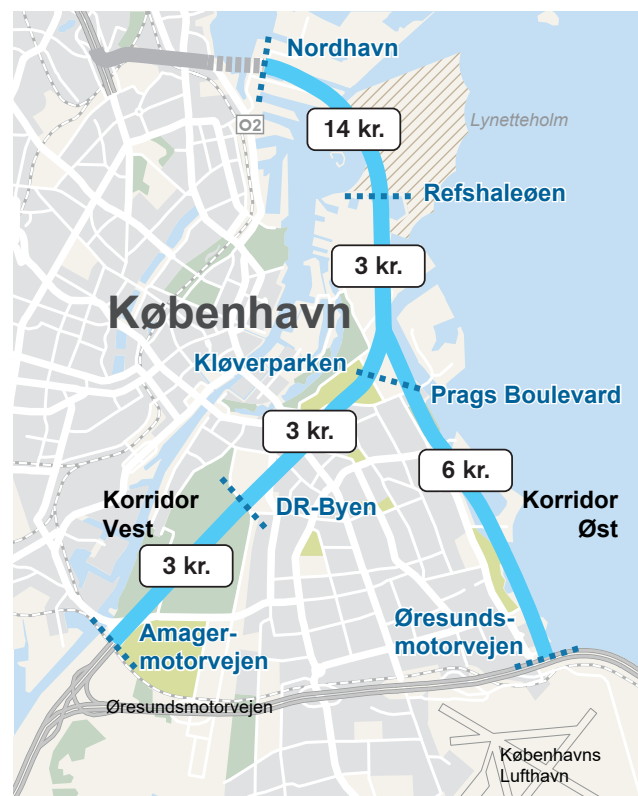 Nordhavn
O2
14 kr.
Lynetteholm
Refshaleøen
3 kr.
København
Kløverparken
Prags Boulevard
3 kr.
6 kr.
Korridor
Vest
DR-Byen
Korridor
Øst
3 kr.
Amager-
motorvejen
Øresunds-
motorvejen
Øresundsmotorvejen
Københavns
Lufthavn